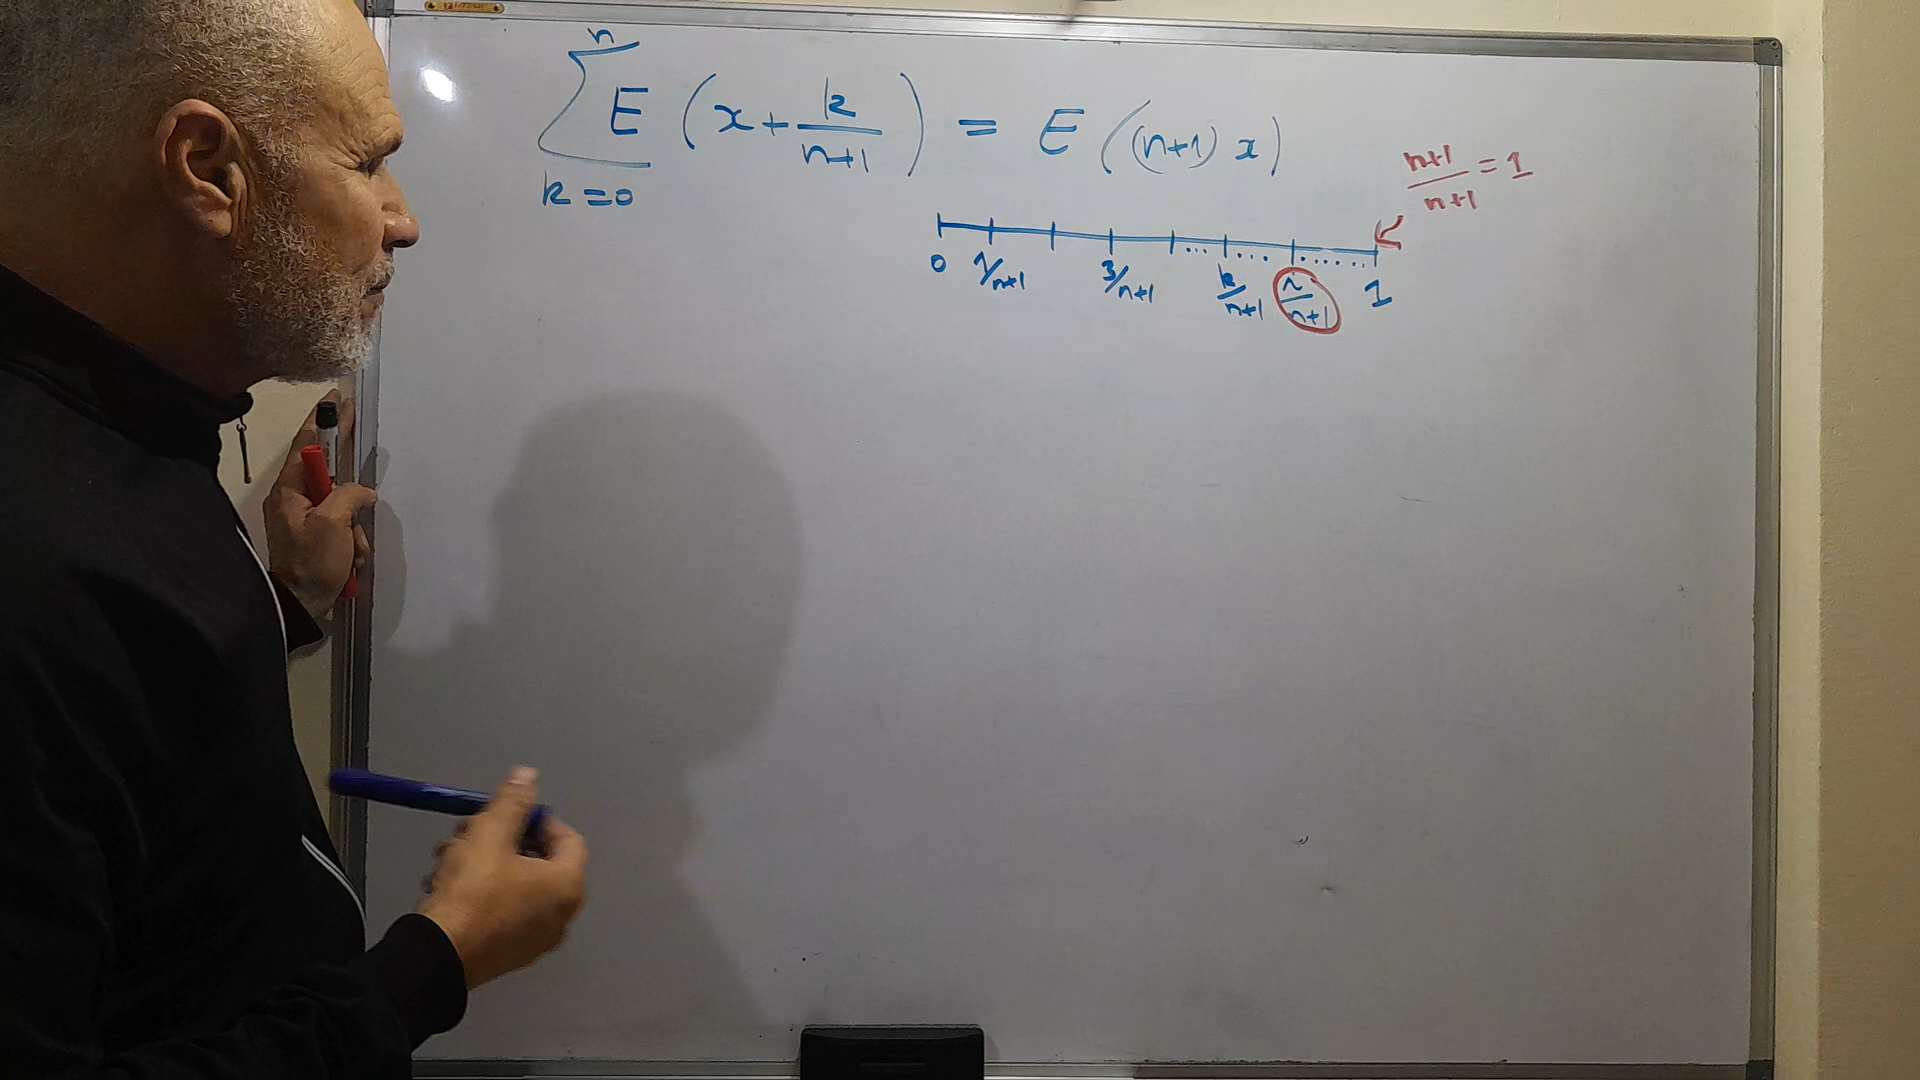 n
∑ E ( x + k/n+1 ) = E ( (n+1) x )
k = 0
n+1/n+1 = 1
0 1/n+1 3/n+1 ... k/n+1 ... n/n+1 ...... 1